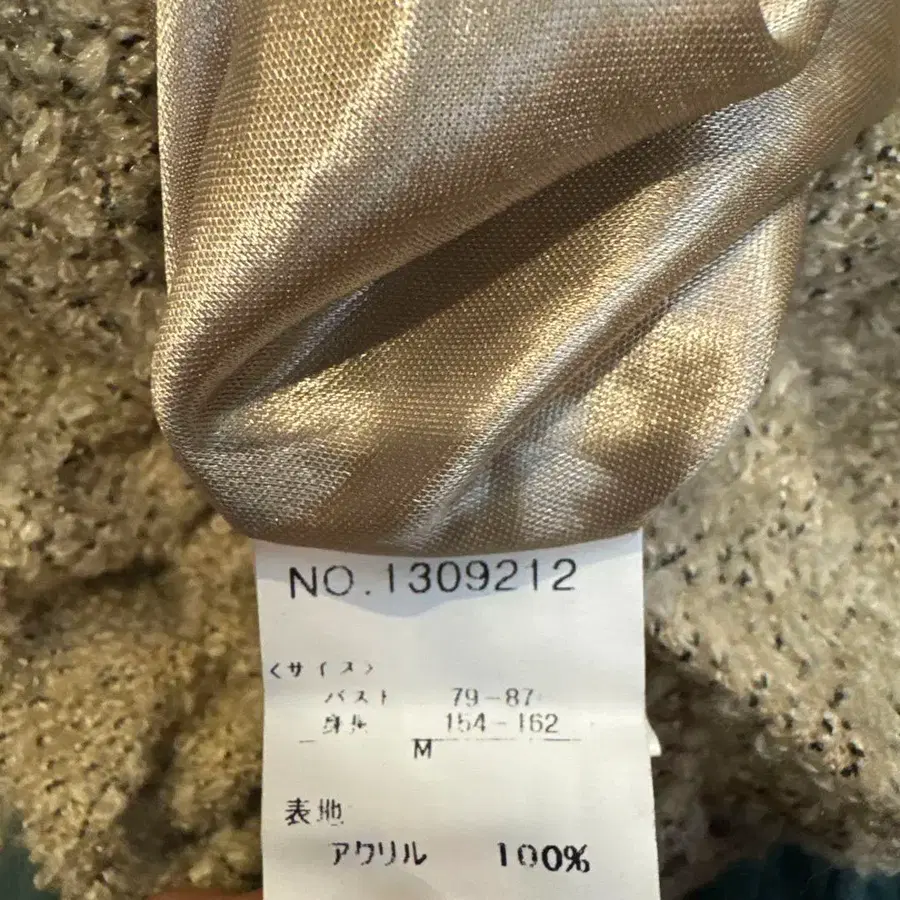 NO.1309212
<サイズ>
バスト 79-87
身長 154-162
M
表地
アクリル 100%